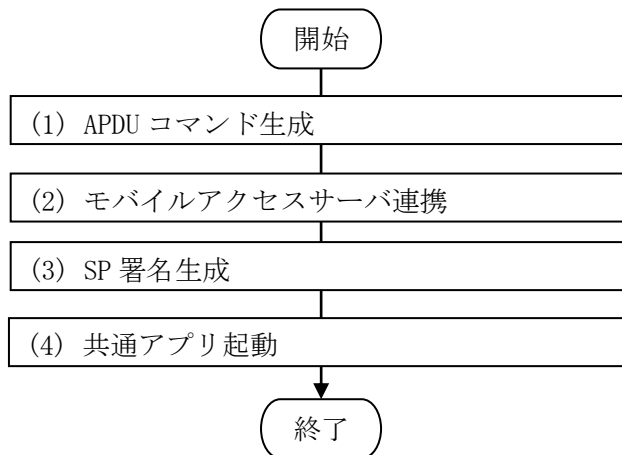 開始
(1) APDU コマンド生成
(2) モバイルアクセスサーバ連携
(3) SP 署名生成
(4) 共通アプリ起動
終了